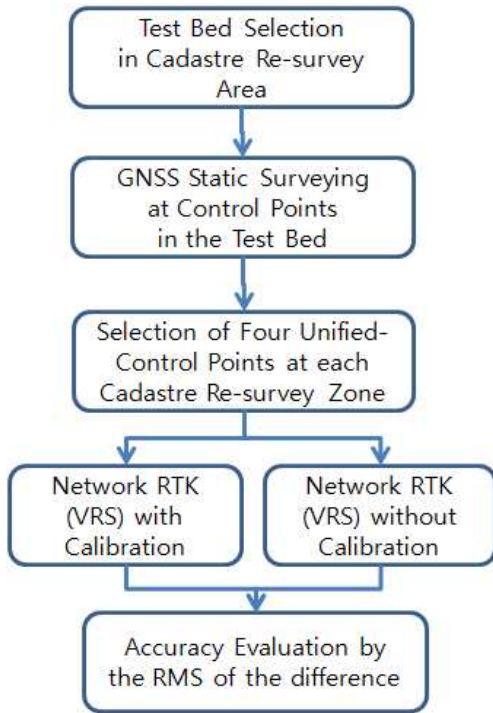 Test Bed Selection
in Cadastre Re-survey
Area
GNSS Static Surveying
at Control Points
in the Test Bed
Selection of Four Unified-
Control Points at each
Cadastre Re-survey Zone
Network RTK
(VRS) with
Calibration
Network RTK
(VRS) without
Calibration
Accuracy Evaluation by
the RMS of the difference